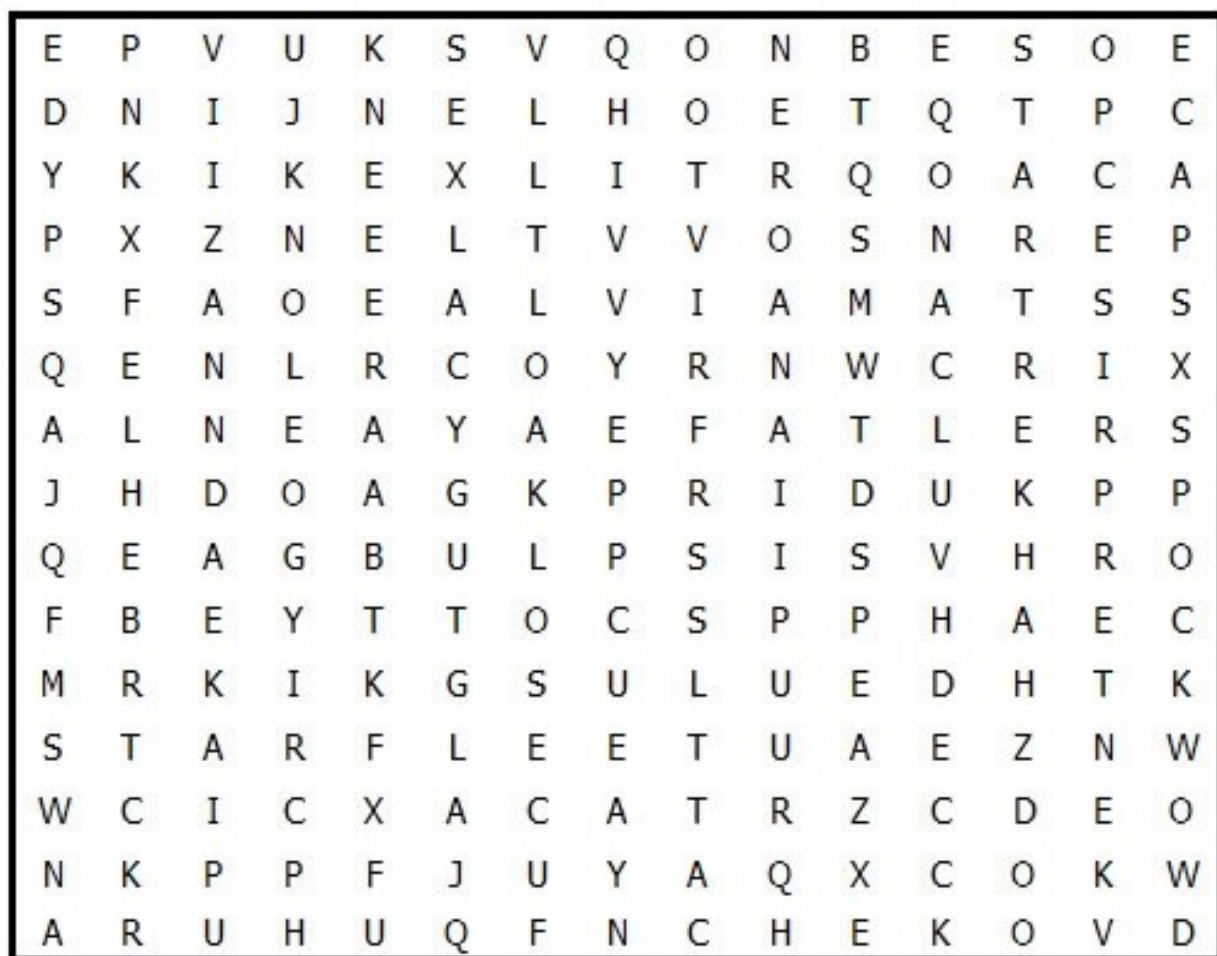 E P V U K S V Q O N B E S O E
D N I J N E L H O E T Q T P C
Y K I K E X L I T R Q O A C A
P X Z N E L T V V O S N R E P
S F A O E A L V I A M A T S S
Q E N L R C O Y R N W C R I X
A L N E A Y A E F A T L E R S
J H D O A G K P R I D U K P P
Q E A G B U L P S I S V H R O
F B E Y T T O C S P P H A E C
M R K I K G S U L U E D H T K
S T A R F L E E T U A E Z N W
W C I C X A C A T R Z C D E O
N K P P F J U Y A Q X C O K W
A R U H U Q F N C H E K O V D